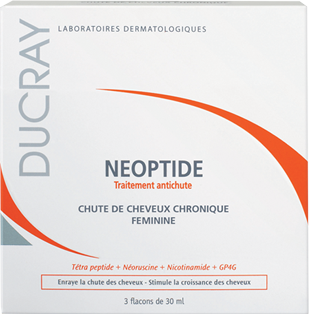 LABORATOIRES DERMATOLOGIQUES
DUCRAY
NEOPTIDE
Traitement antichute
CHUTE DE CHEVEUX CHRONIQUE
FEMININE
Tétra peptide + Néoruscine + Nicotinamide + GP4G
Enraye la chute des cheveux - Stimule la croissance des cheveux
3 flacons de 30 ml